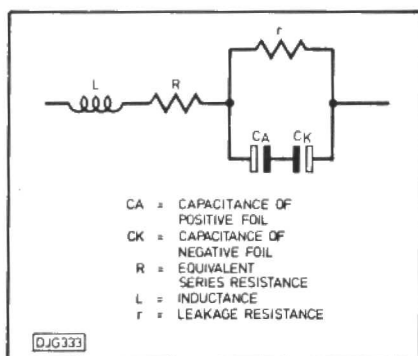 r
L
R
CA
CK
CA = CAPACITANCE OF
POSITIVE FOIL
CK = CAPACITANCE OF
NEGATIVE FOIL
R = EQUIVALENT
SERIES RESISTANCE
L = INDUCTANCE
r = LEAKAGE RESISTANCE
DJG333